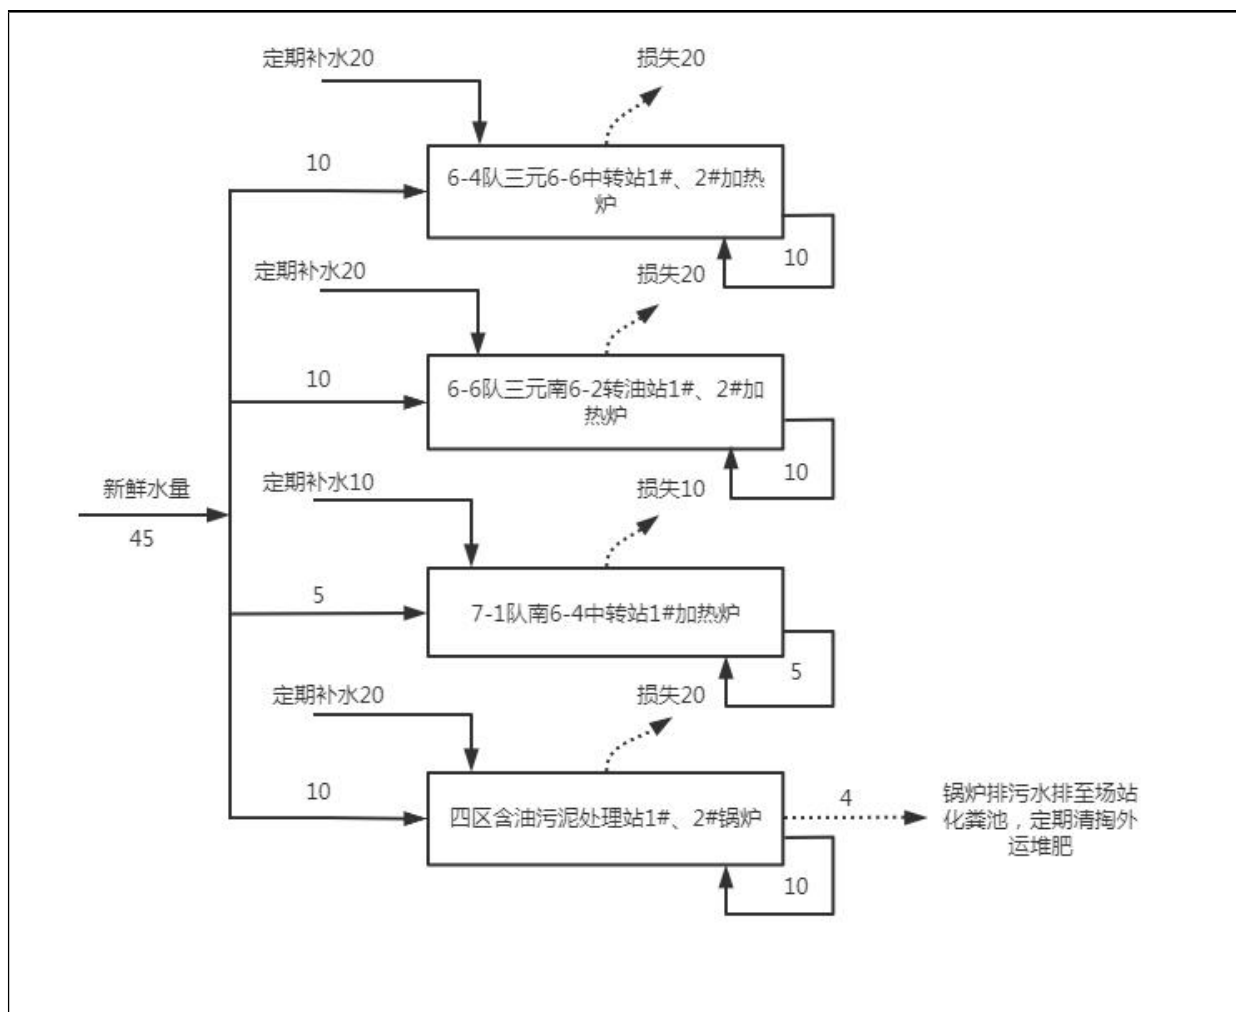 定期补水20
损失20
10
6-4队三元6-6中转站1#、2#加热
炉
10
定期补水20
损失20
10
6-6队三元南6-2转油站1#、2#加
热炉
10
新鲜水量
45
定期补水10
损失10
5
7-1队南6-4中转站1#加热炉
5
定期补水20
损失20
10
四区含油污泥处理站1#、2#锅炉
4
锅炉排污水排至场站
化粪池，定期清掏外
运堆肥
10